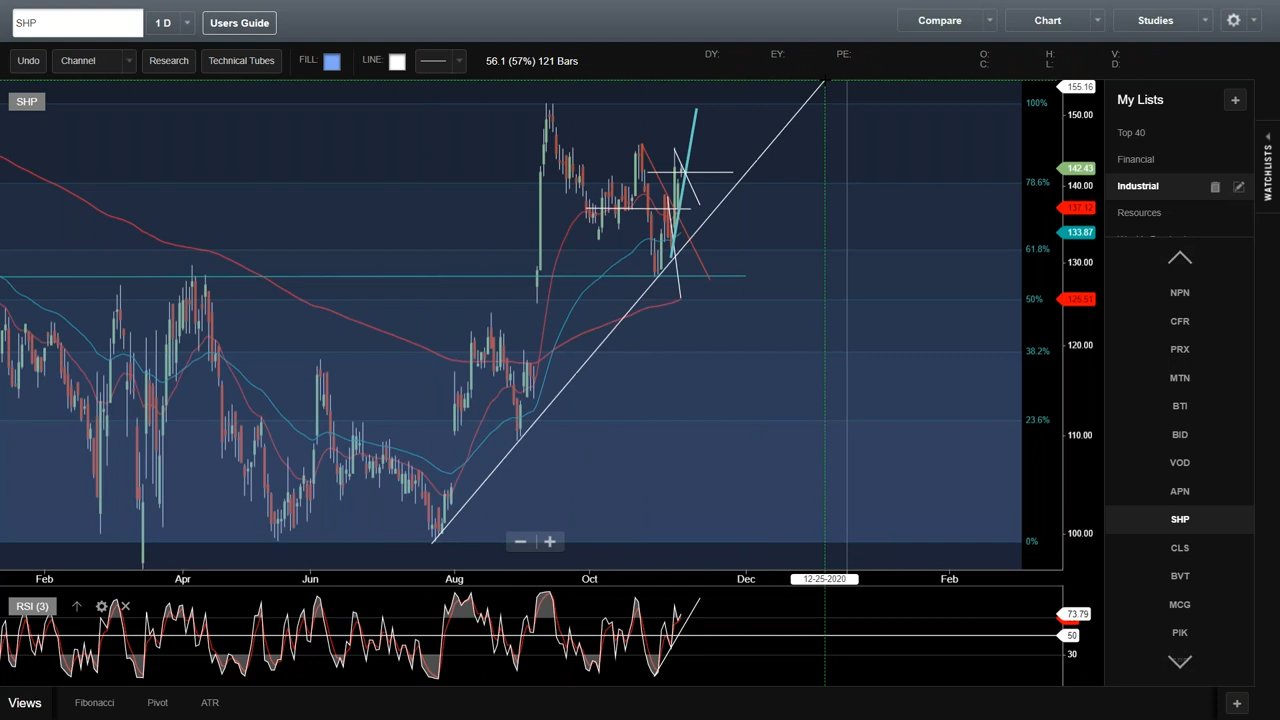 SHP
1 D
Users Guide
Compare
Chart
Studies
Undo
Channel
Research
Technical Tubes
FILL:
LINE:
56.1 (57%) 121 Bars
DY:
EY:
PE:
O:
H:
V:
C:
L:
D:
SHP
155.16
100%
150.00
142.43
78.6%
140.00
137.12
133.87
61.8%
130.00
50%
125.51
38.2%
120.00
23.6%
110.00
100.00
0%
Feb
Apr
Jun
Aug
Oct
Dec
12-25-2020
Feb
RSI (3)
73.79
50
30
My Lists
Top 40
Financial
Industrial
Resources
NPN
CFR
PRX
MTN
BTI
BID
VOD
APN
SHP
CLS
BVT
MCG
PIK
WATCHLISTS
Views
Fibonacci
Pivot
ATR